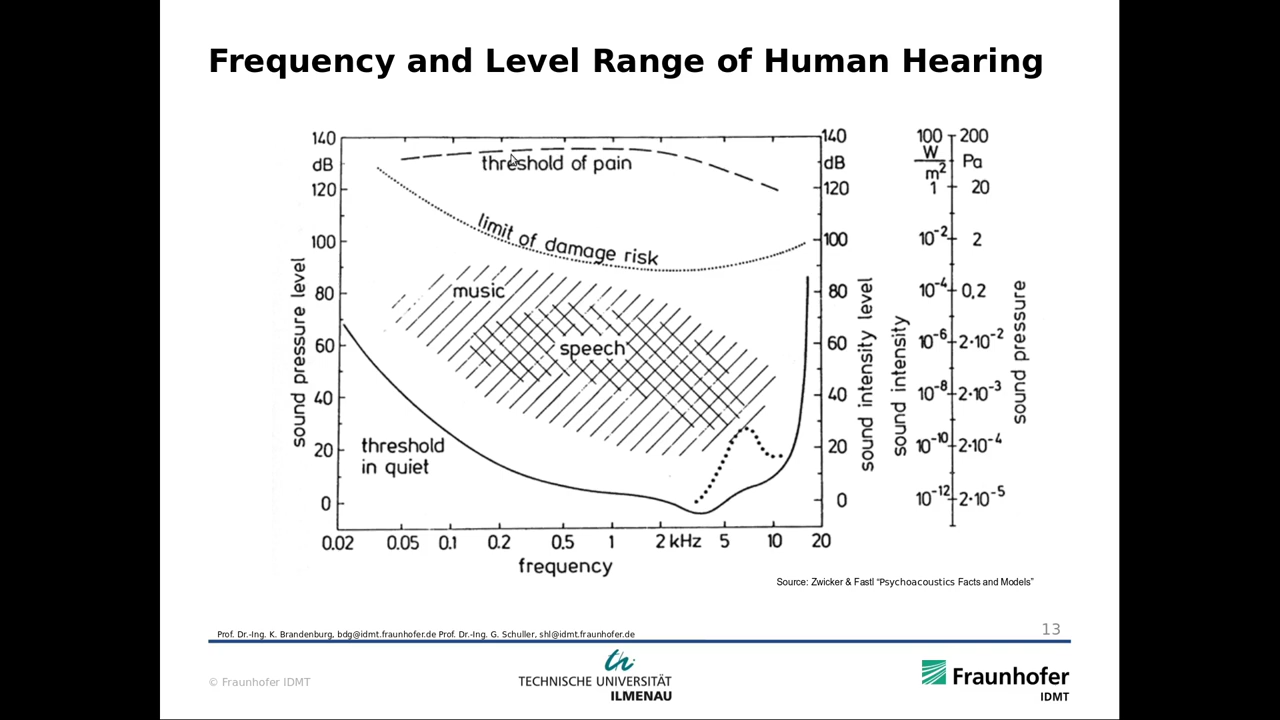 Frequency and Level Range of Human Hearing
140
dB
120
100
80
60
40
20
0
sound pressure level
threshold of pain
limit of damage risk
music
speech
threshold
in quiet
0.02 0.05 0.1 0.2 0.5 1 2 kHz 5 10 20
frequency
140
dB
120
100
80
60
40
20
0
sound intensity level
100
W
m²
1
10⁻²
10⁻⁴
10⁻⁶
10⁻⁸
10⁻¹⁰
10⁻¹²
sound intensity
200
Pa
20
2
0,2
2·10⁻²
2·10⁻³
2·10⁻⁴
2·10⁻⁵
sound pressure
Source: Zwicker & Fastl “Psychoacoustics Facts and Models”
Prof. Dr.-Ing. K. Brandenburg, bdg@idmt.fraunhofer.de Prof. Dr.-Ing. G. Schuller, shl@idmt.fraunhofer.de
13
© Fraunhofer IDMT
th
TECHNISCHE UNIVERSITÄT
ILMENAU
Fraunhofer
IDMT